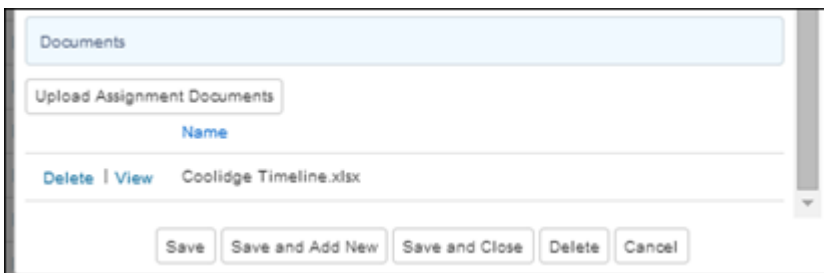 Documents
Upload Assignment Documents
Name
Delete | View Coolidge Timeline.xlsx
Save Save and Add New Save and Close Delete Cancel